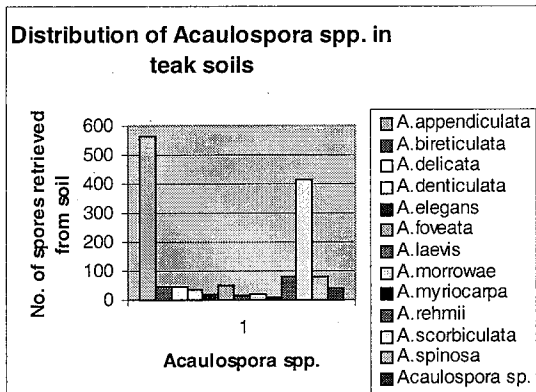 Distribution of Acaulospora spp. in
teak soils
No. of spores retrieved
from soil
600
500
400
300
200
100
0
1
Acaulospora spp.
A.appendiculata
A.bireticulata
A.delicata
A.denticulata
A.elegans
A.foveata
A.laevis
A.morrowae
A.myriocarpa
A.rehmii
A.scorbiculata
A.spinosa
Acaulospora sp.